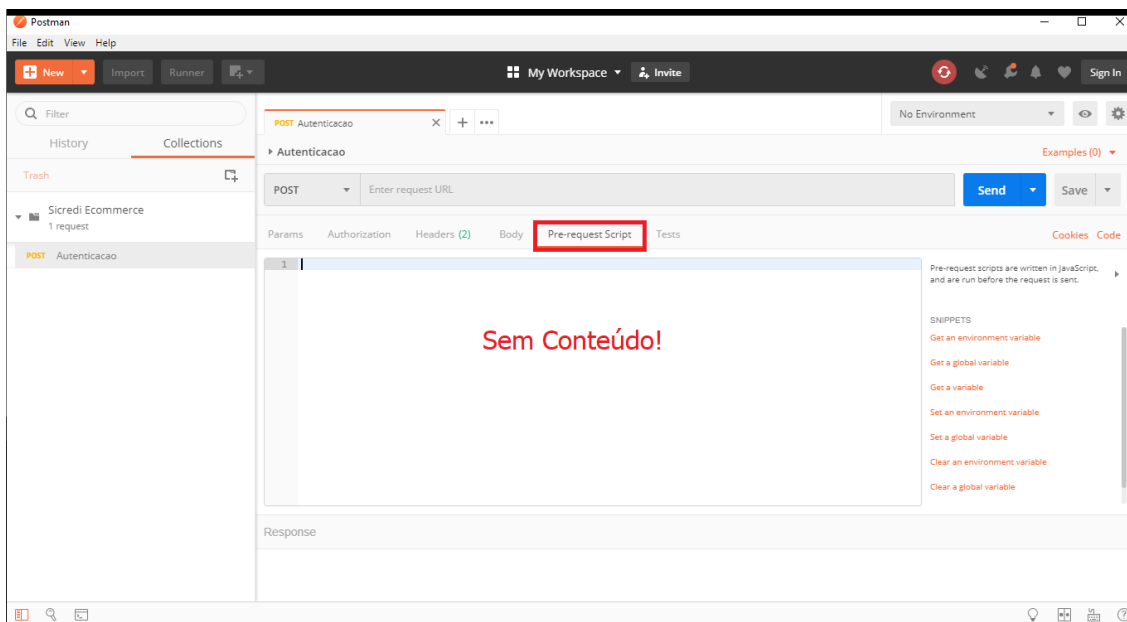 Postman
File Edit View Help
New Import Runner My Workspace Invite Sign In
Filter
History Collections
Trash
Sicredi Ecommerce
1 request
POST Autenticacao
POST Autenticacao
No Environment
Autenticacao
Examples (0)
POST Enter request URL Send Save
Params Authorization Headers (2) Body Pre-request Script Tests Cookies Code
1
Sem Conteúdo!
Pre-request scripts are written in JavaScript,
and are run before the request is sent.
SNIPPETS
Get an environment variable
Get a global variable
Get a variable
Set an environment variable
Set a global variable
Clear an environment variable
Clear a global variable
Response